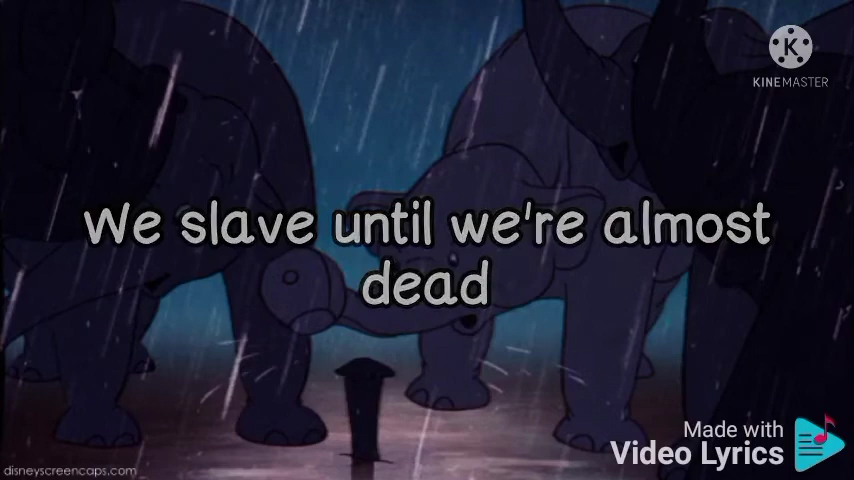 KINEMASTER
We slave until we're almost
dead
Made with
Video Lyrics
disneyscreencaps.com